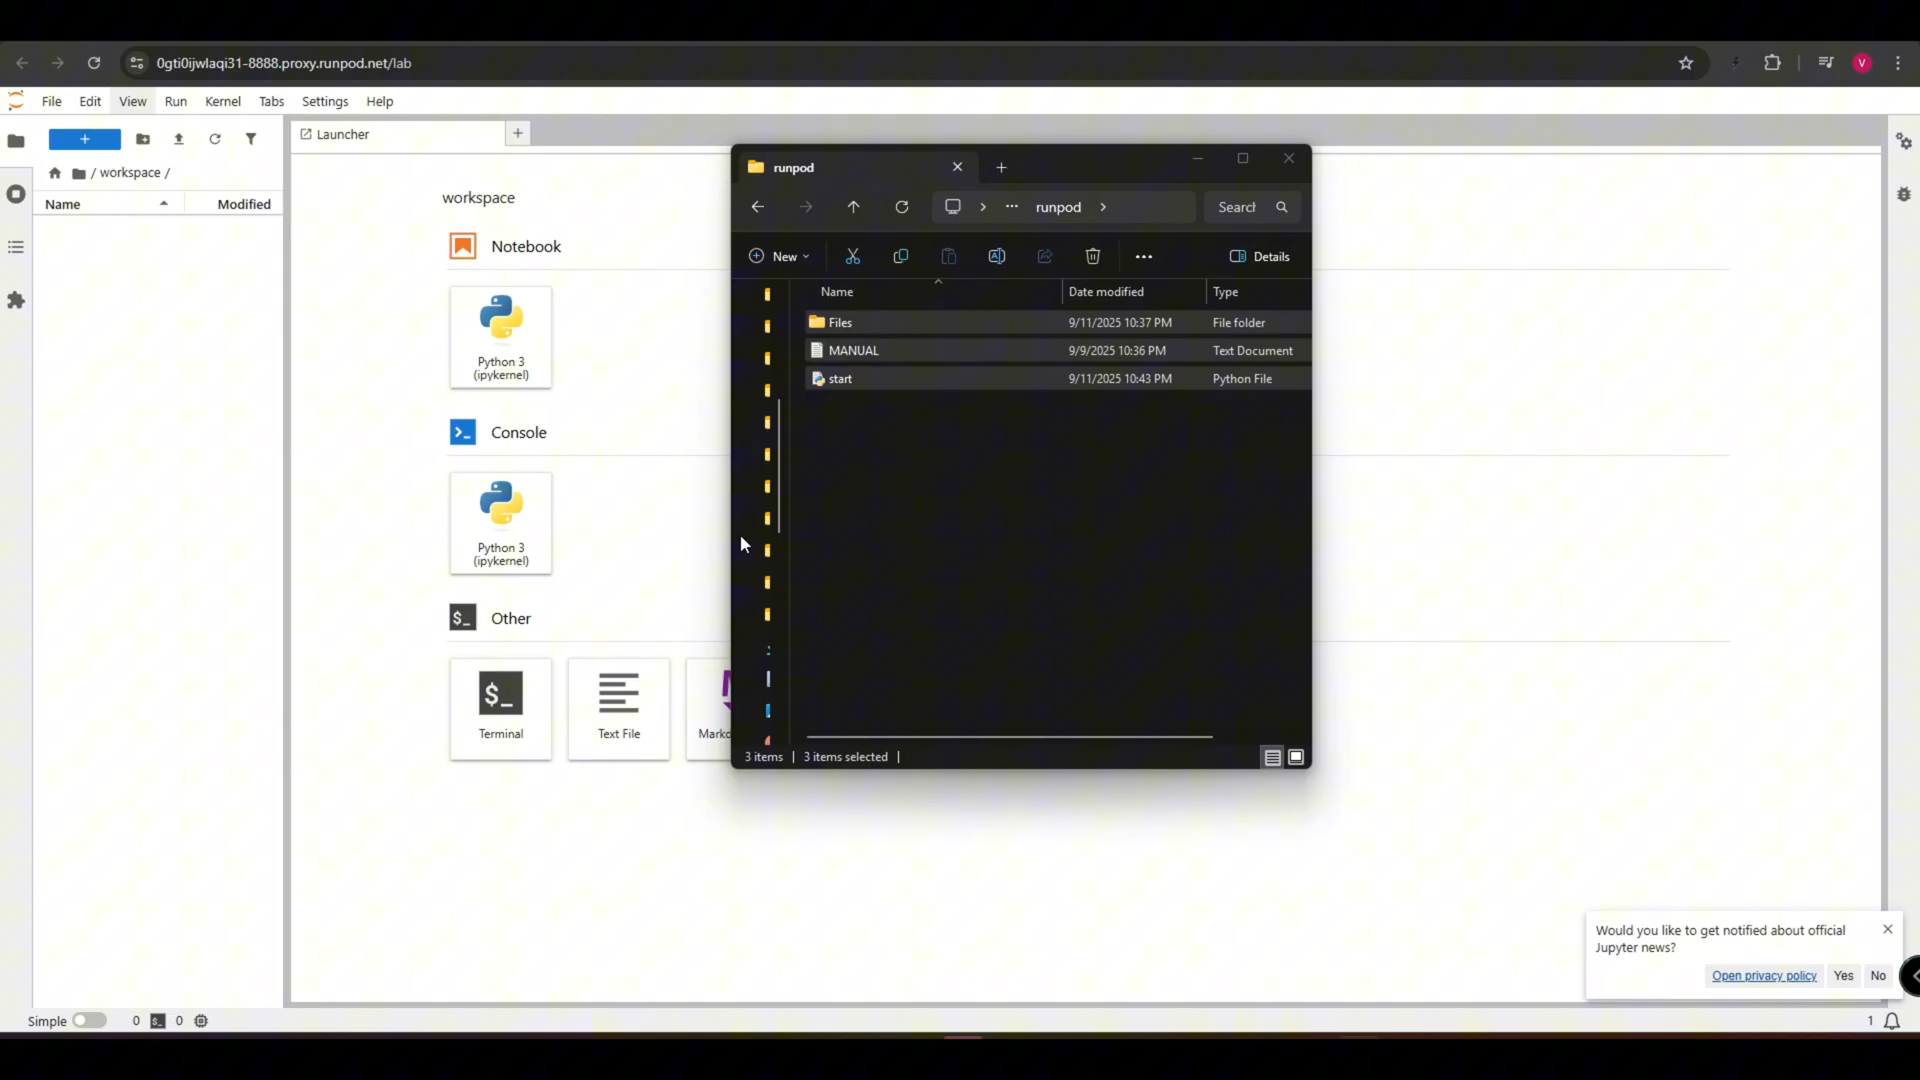 0gti0ijwlaqi31-8888.proxy.runpod.net/lab
V
File Edit View Run Kernel Tabs Settings Help
+
Launcher
+
/ workspace /
Name Modified
workspace
Notebook
Python 3
(ipykernel)
Console
Python 3
(ipykernel)
$_ Other
$_
Terminal
Text File
Markd
runpod
runpod
Search
New
Details
Name Date modified Type
Files 9/11/2025 10:37 PM File folder
MANUAL 9/9/2025 10:36 PM Text Document
start 9/11/2025 10:43 PM Python File
3 items 3 items selected
Would you like to get notified about official
Jupyter news?
Open privacy policy Yes No
Simple 0 $_ 0
1